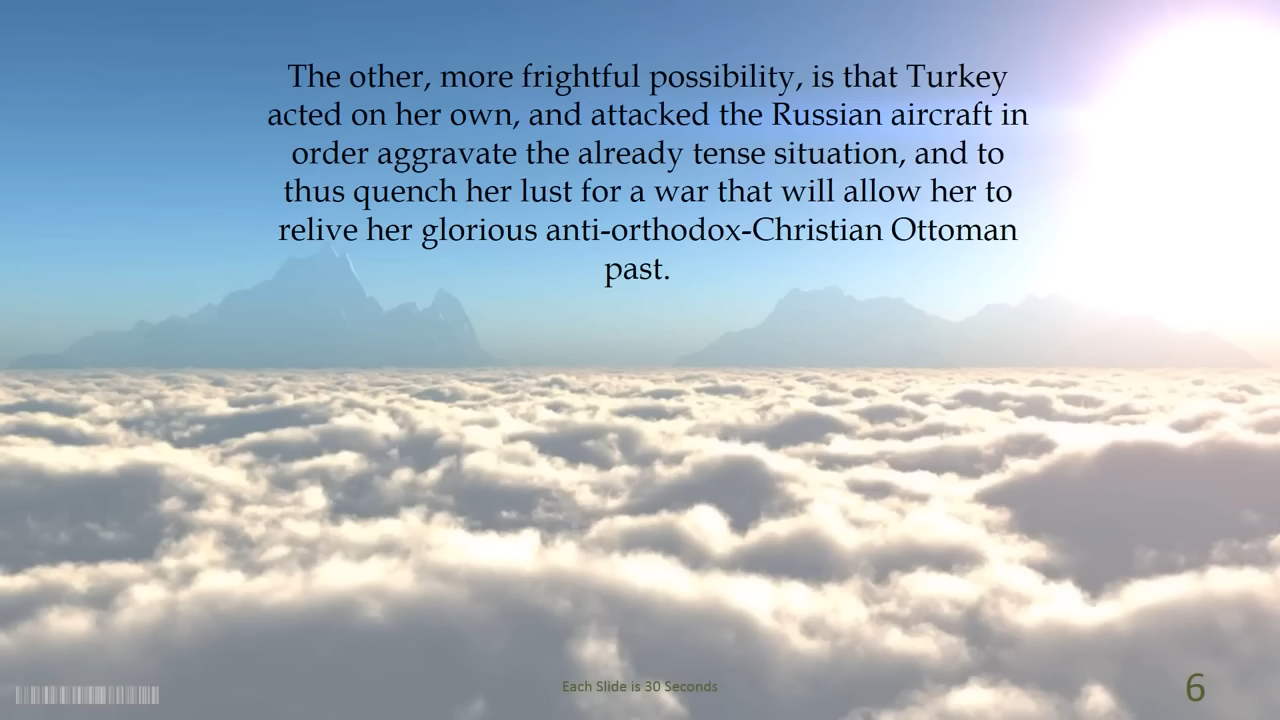 The other, more frightful possibility, is that Turkey
acted on her own, and attacked the Russian aircraft in
order aggravate the already tense situation, and to
thus quench her lust for a war that will allow her to
relive her glorious anti-orthodox-Christian Ottoman
past.
Each Slide is 30 Seconds
6